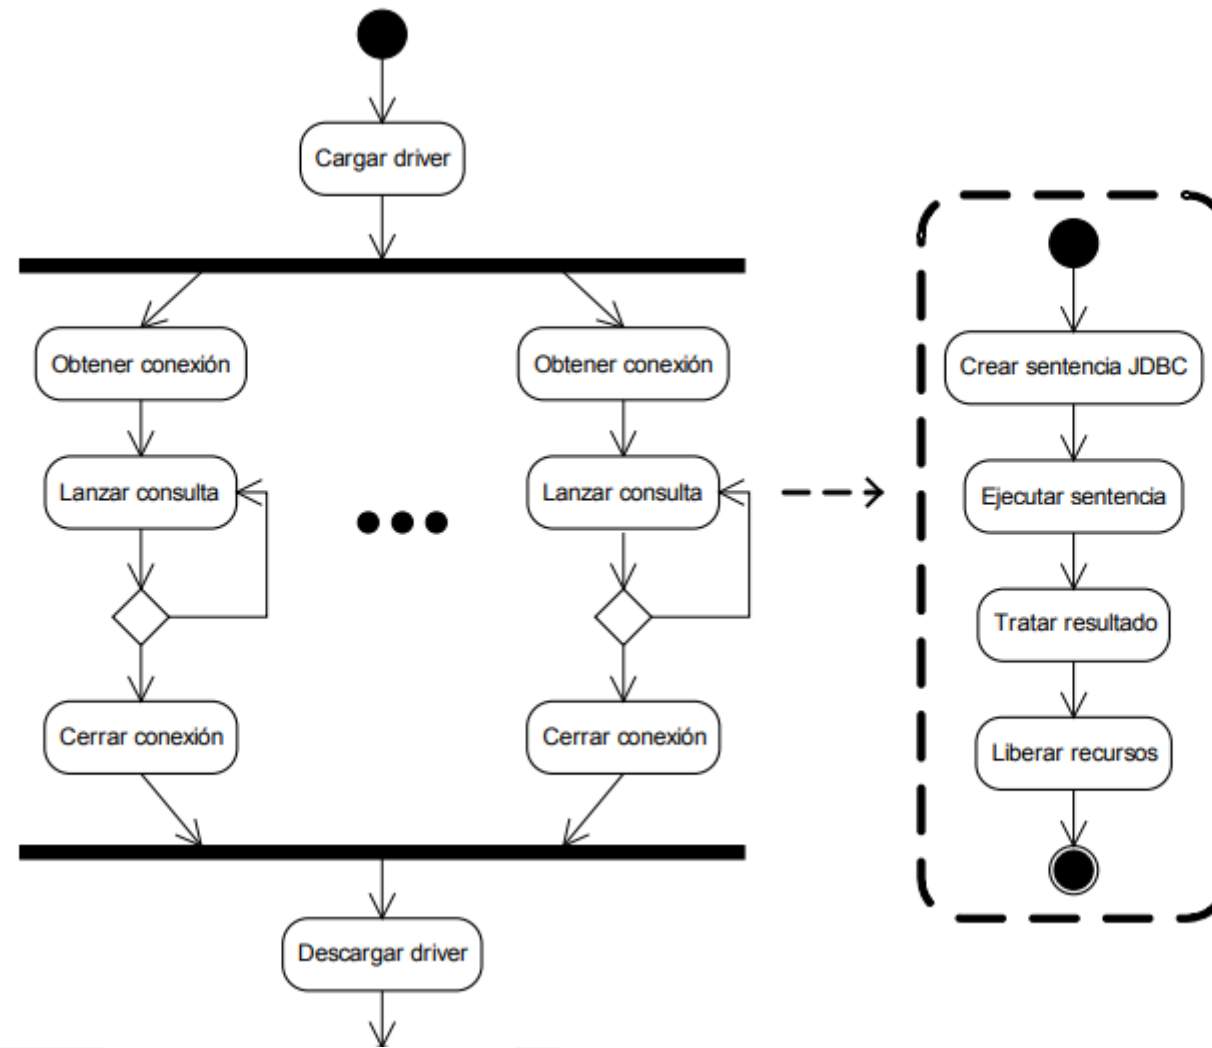 Cargar driver
Obtener conexión
Obtener conexión
Lanzar consulta
Lanzar consulta
Cerrar conexión
Cerrar conexión
Descargar driver
Crear sentencia JDBC
Ejecutar sentencia
Tratar resultado
Liberar recursos